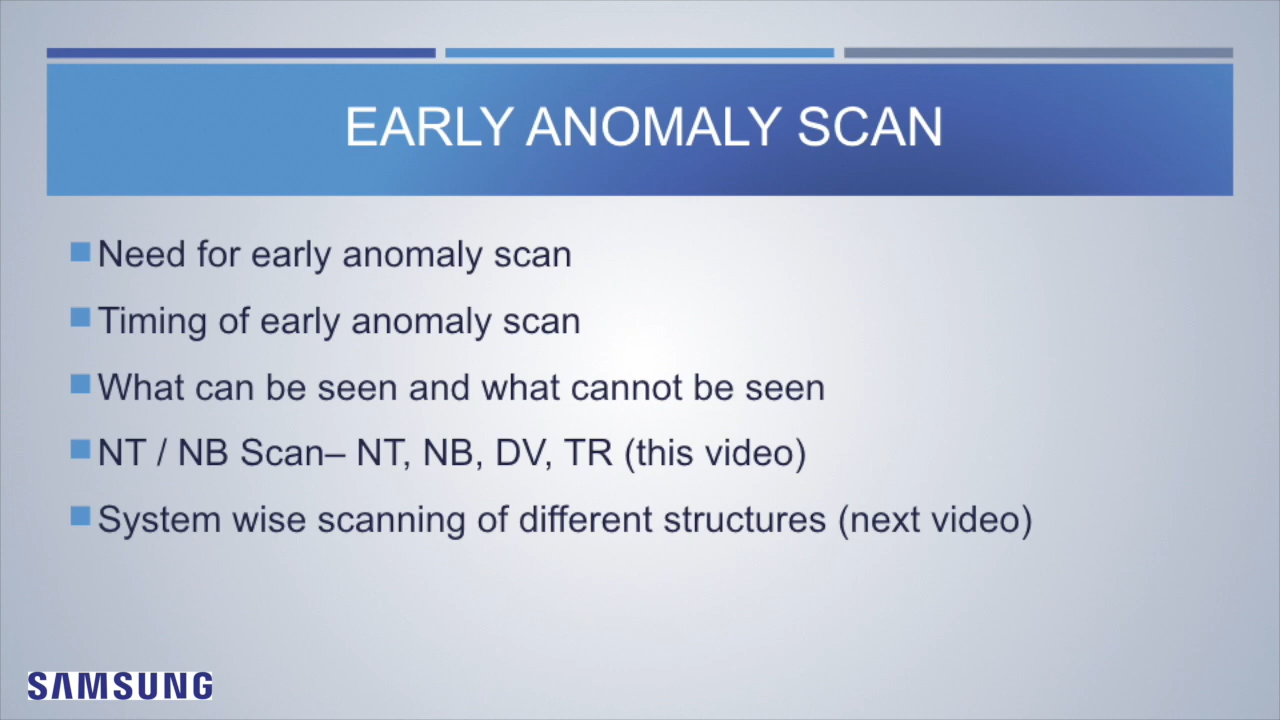 EARLY ANOMALY SCAN
Need for early anomaly scan
Timing of early anomaly scan
What can be seen and what cannot be seen
NT / NB Scan– NT, NB, DV, TR (this video)
System wise scanning of different structures (next video)
SAMSUNG